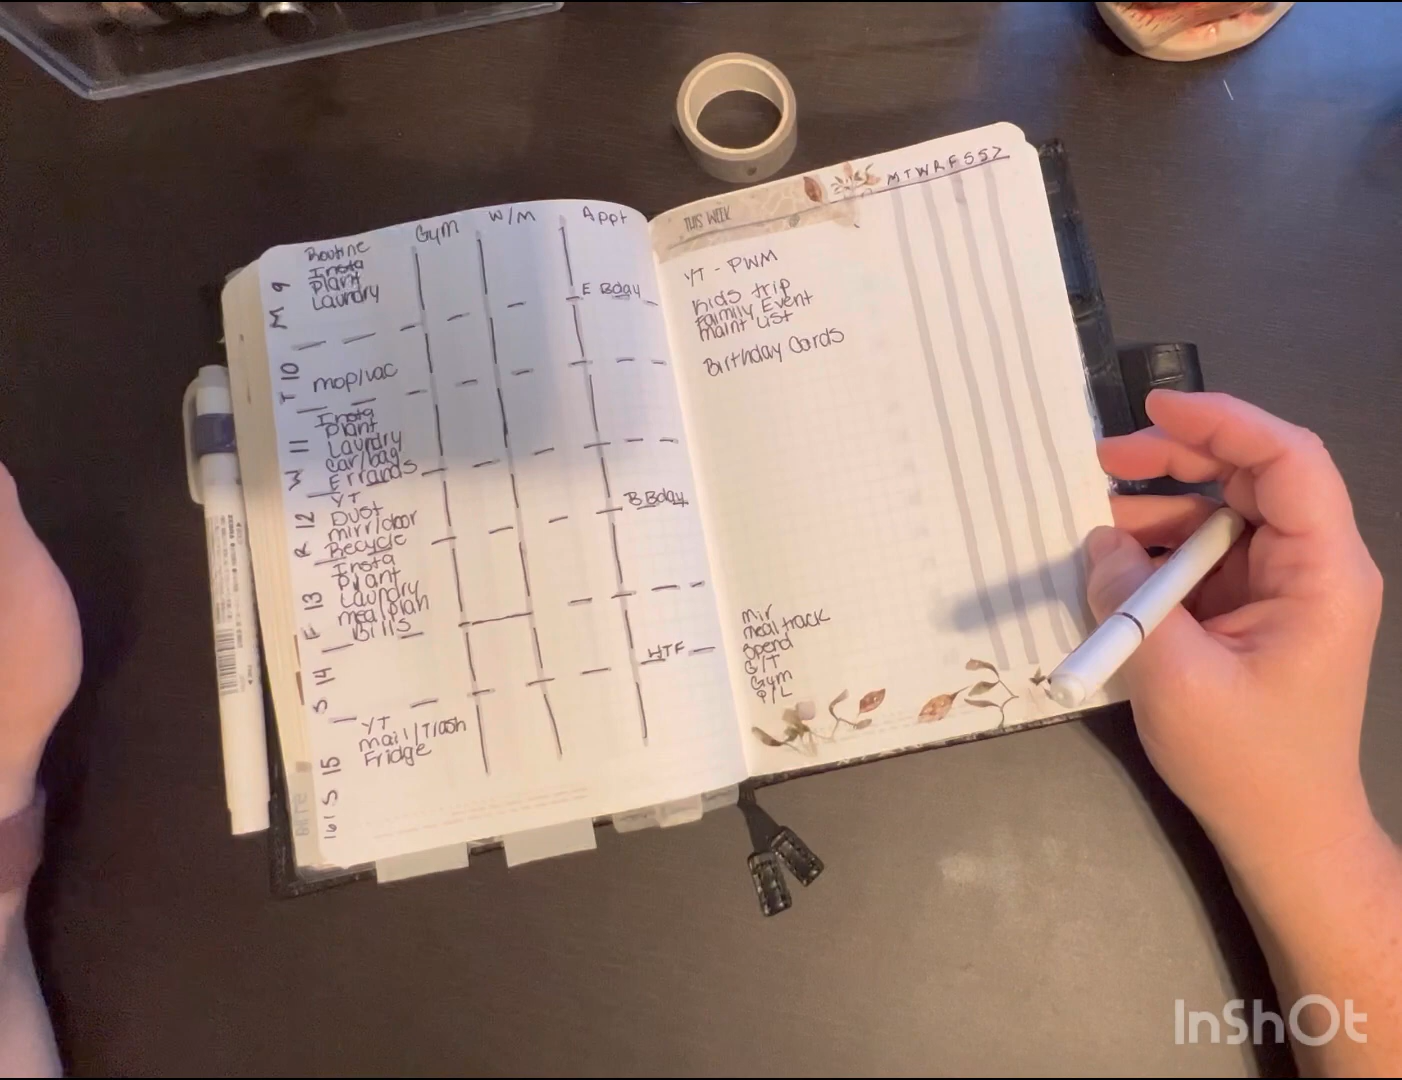 Gym W/M Appt
M 9
Routine
Insta
Plant
Laundry
E Bday
T 10
mop/vac
W 11
Insta
Plant
Laundry
car/bag
Errands
R 12
YT
Dust
mirr/door
Recycle
B Bday
F 13
Insta
Plant
Laundry
meal plan
Bills
S 14
HTF
S 15
YT
mail/Trash
Fridge
THIS WEEK
M T W R F S S >
YT - PWM
Kids trip
Family Event
Maint List
Birthday Cards
Mir
meal track
Spend
G/T
Gym
P/L
ZEBRA
InShOt